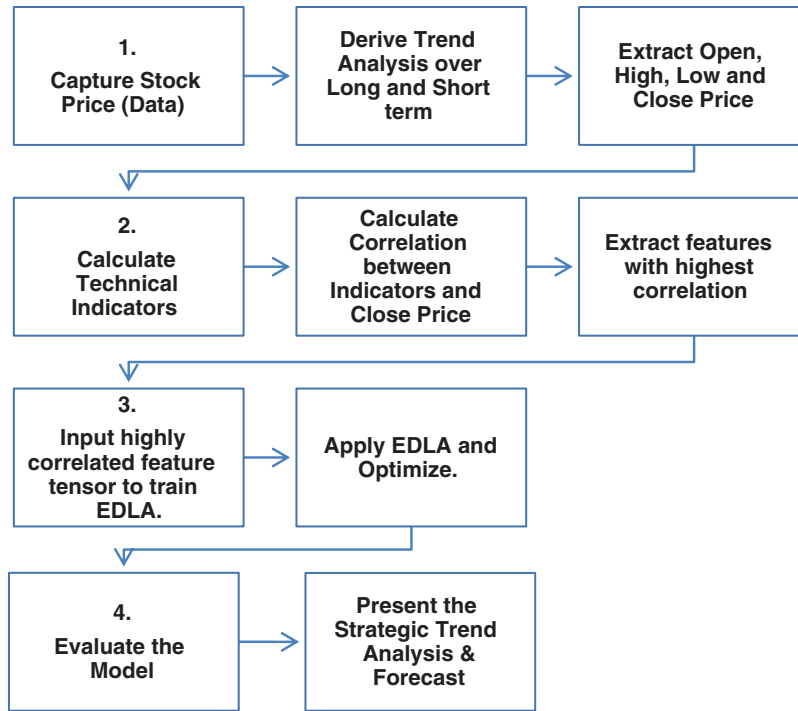 1.
Capture Stock
Price (Data)
Derive Trend
Analysis over
Long and Short
term
Extract Open,
High, Low and
Close Price
2.
Calculate
Technical
Indicators
Calculate
Correlation
between
Indicators and
Close Price
Extract features
with highest
correlation
3.
Input highly
correlated feature
tensor to train
EDLA.
Apply EDLA and
Optimize.
4.
Evaluate the
Model
Present the
Strategic Trend
Analysis &
Forecast